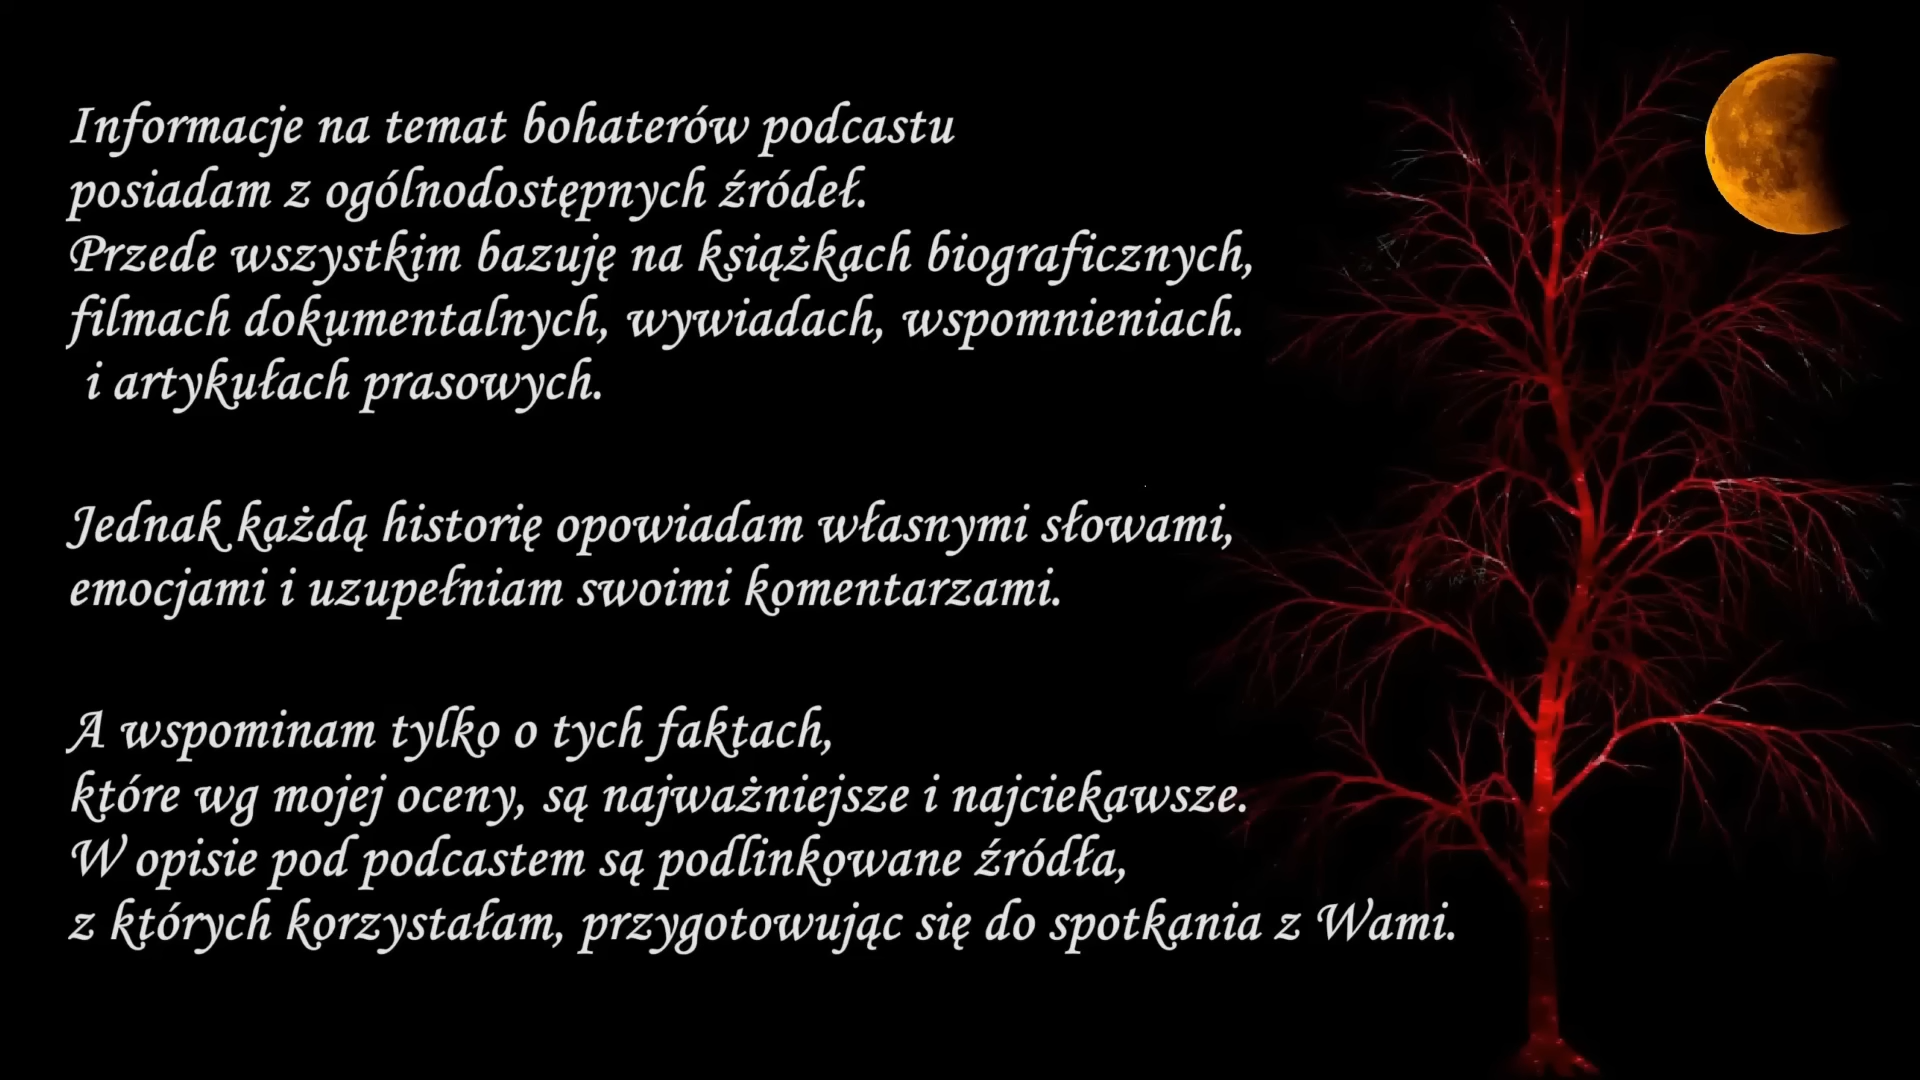 Informacje na temat bohaterów podcastu
posiadam z ogólnodostępnych źródeł.
Przede wszystkim bazuję na książkach biograficznych,
filmach dokumentalnych, wywiadach, wspomnieniach.
i artykułach prasowych.
Jednak każdą historię opowiadam własnymi słowami,
emocjami i uzupełniam swoimi komentarzami.
A wspominam tylko o tych faktach,
które wg mojej oceny, są najważniejsze i najciekawsze.
W opisie pod podcastem są podlinkowane źródła,
z których korzystałam, przygotowując się do spotkania z Wami.